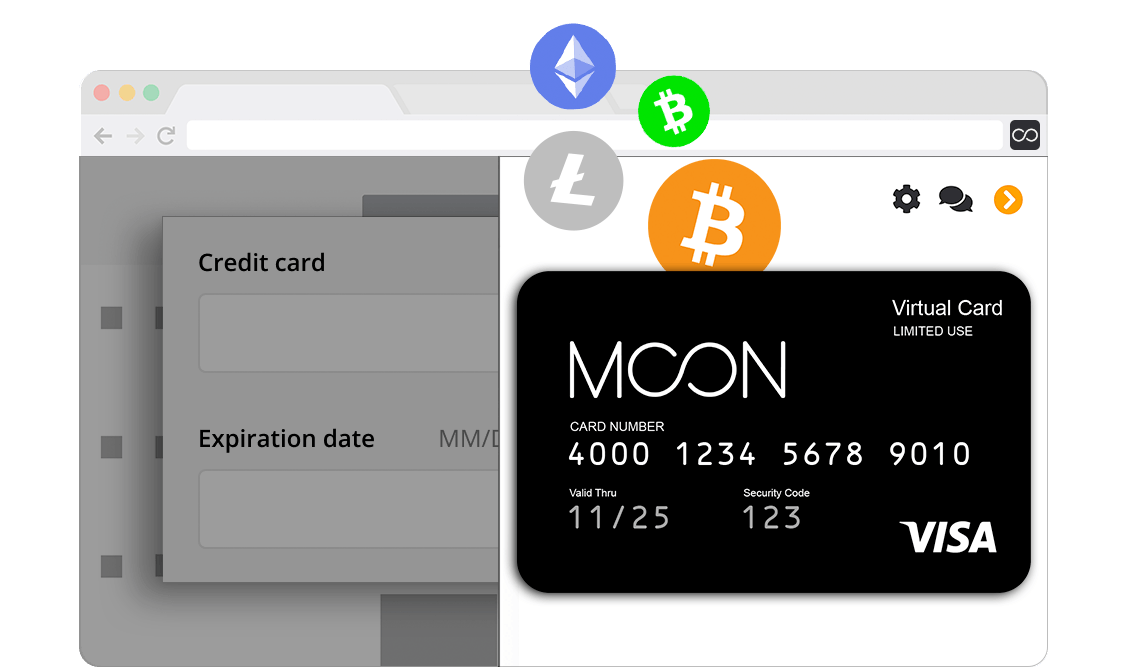 Credit card
Expiration date MM/D
Virtual Card
LIMITED USE
MOON
CARD NUMBER
4000 1234 5678 9010
Valid Thru Security Code
11/25 123
VISA